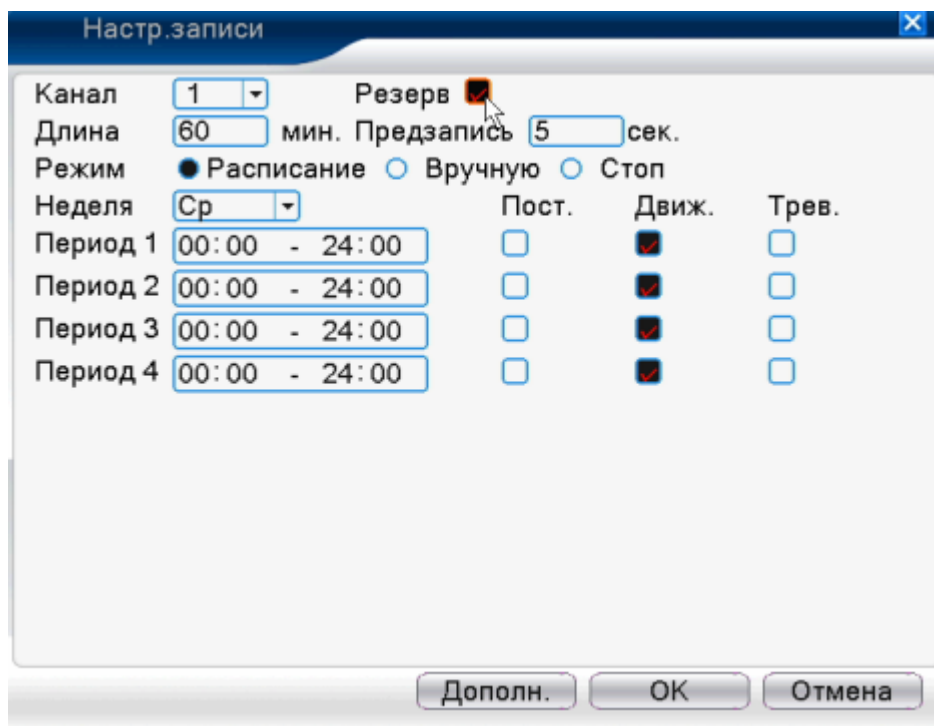 Настр.записи
Канал 1 Резерв
Длина 60 мин. Предзапись 5 сек.
Режим Расписание Вручную Стоп
Неделя Ср Пост. Движ. Трев.
Период 1 00:00 - 24:00
Период 2 00:00 - 24:00
Период 3 00:00 - 24:00
Период 4 00:00 - 24:00
Дополн. OK Отмена